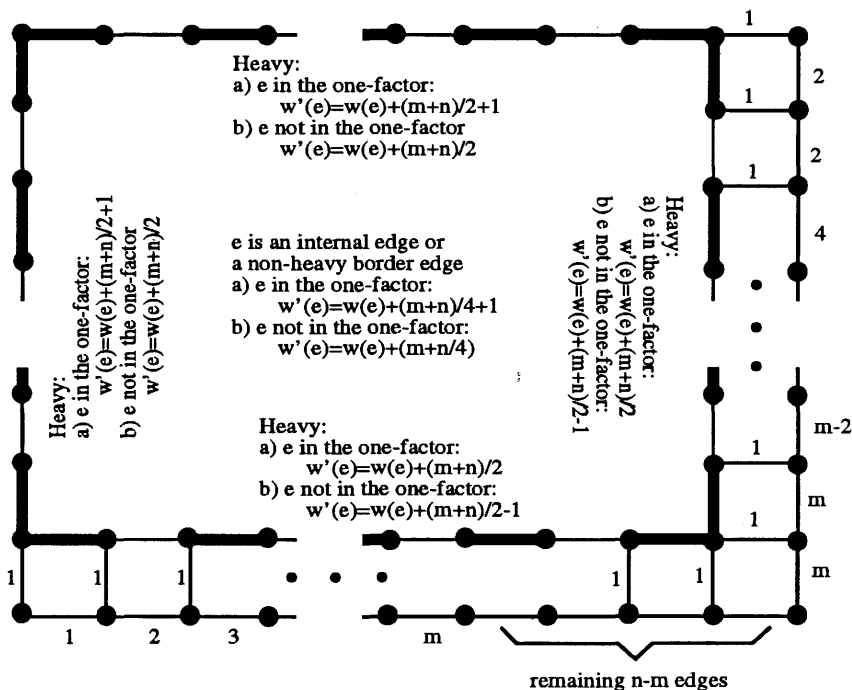 1
2
1
2
1
4
Heavy:
a) e in the one-factor:
w'(e)=w(e)+(m+n)/2+1
b) e not in the one-factor
w'(e)=w(e)+(m+n)/2
Heavy:
a) e in the one-factor:
w'(e)=w(e)+(m+n)/2+1
b) e not in the one-factor
w'(e)=w(e)+(m+n)/2
e is an internal edge or
a non-heavy border edge
a) e in the one-factor:
w'(e)=w(e)+(m+n)/4+1
b) e not in the one-factor:
w'(e)=w(e)+(m+n/4)
Heavy:
a) e in the one-factor:
w'(e)=w(e)+(m+n)/2
b) e not in the one-factor:
w'(e)=w(e)+(m+n)/2-1
Heavy:
a) e in the one-factor:
w'(e)=w(e)+(m+n)/2
b) e not in the one-factor:
w'(e)=w(e)+(m+n)/2-1
m-2
1
m
1
m
1 1 1 1 1
1 2 3 m
remaining n-m edges